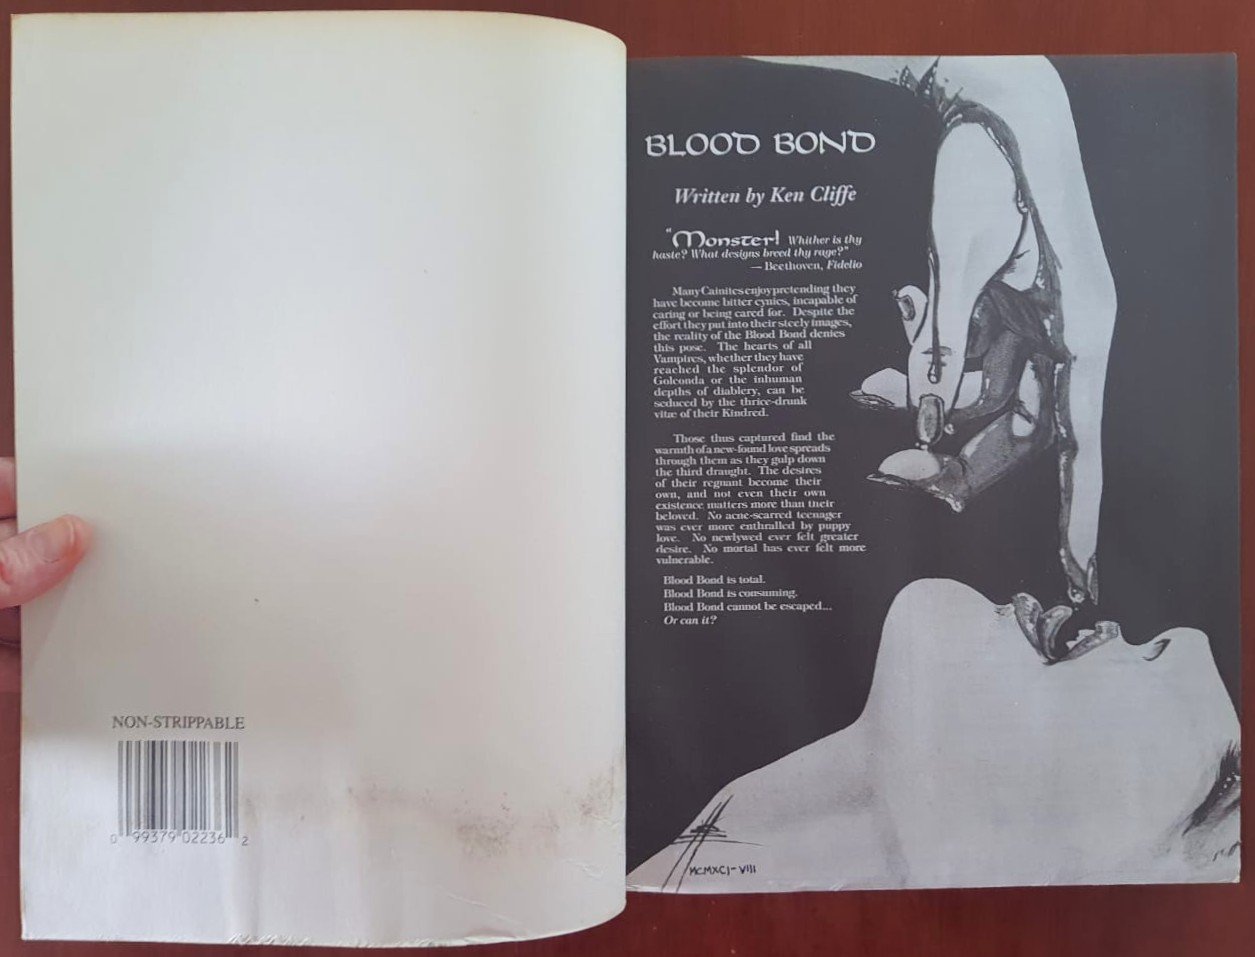 NON-STRIPPABLE
0 99379 02236 2
BLOOD BOND
Written by Ken Cliffe
"Monster! Whither is thy
haste? What designs breed thy rage?"
— Beethoven, Fidelio
Many Cainites enjoy pretending they
have become bitter cynics, incapable of
caring or being cared for. Despite the
effort they put into their steely images,
the reality of the Blood Bond denies
this pose. The hearts of all
Vampires, whether they have
reached the splendor of
Golconda or the inhuman
depths of diablery, can be
seduced by the thrice-drunk
vitæ of their Kindred.
Those thus captured find the
warmth of a new-found love spreads
through them as they gulp down
the third draught. The desires
of their regnant become their
own, and not even their own
existence matters more than their
beloved. No acne-scarred teenager
was ever more enthralled by puppy
love. No newlywed ever felt greater
desire. No mortal has ever felt more
vulnerable.
Blood Bond is total.
Blood Bond is consuming.
Blood Bond cannot be escaped...
Or can it?
MCMXCI-VIII